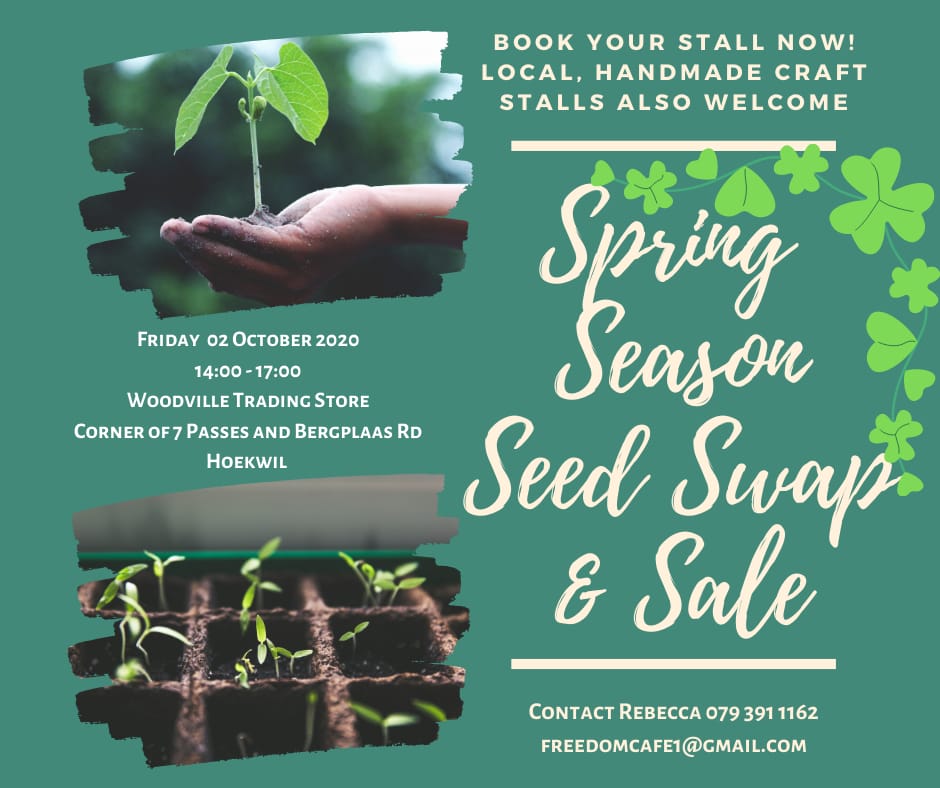 BOOK YOUR STALL NOW!
LOCAL, HANDMADE CRAFT
STALLS ALSO WELCOME
Spring
Season
Seed Swap
& Sale
Friday 02 October 2020
14:00 - 17:00
Woodville Trading Store
Corner of 7 Passes and Bergplaas Rd
Hoekwil
Contact Rebecca 079 391 1162
freedomcafe1@gmail.com